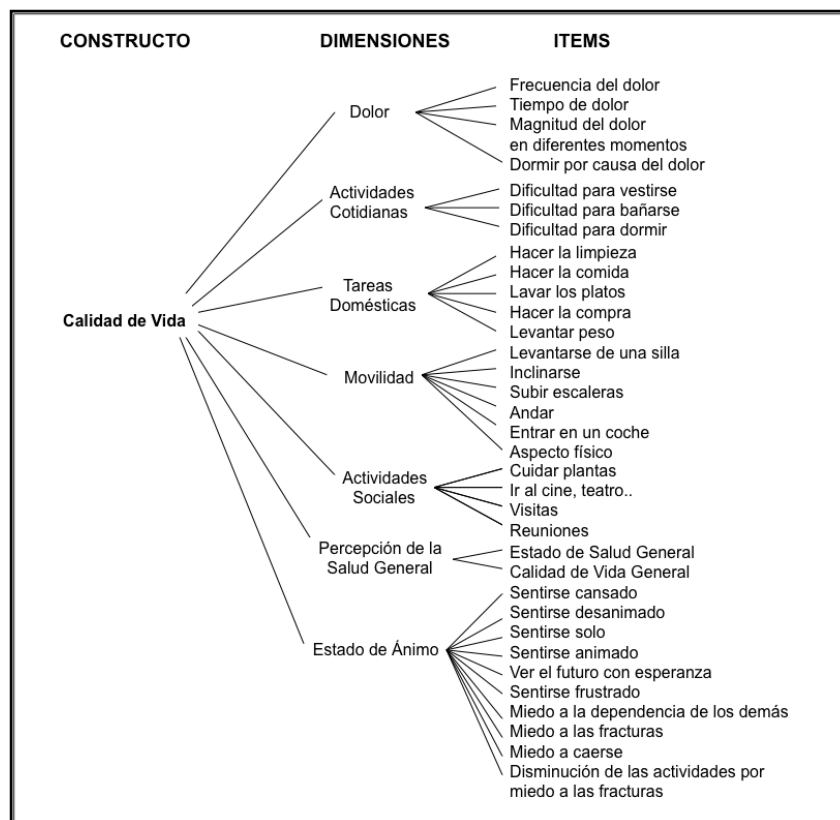 CONSTRUCTO
DIMENSIONES
ITEMS
Calidad de Vida
Dolor
Frecuencia del dolor
Tiempo de dolor
Magnitud del dolor
en diferentes momentos
Dormir por causa del dolor
Actividades
Cotidianas
Dificultad para vestirse
Dificultad para bañarse
Dificultad para dormir
Tareas
Domésticas
Hacer la limpieza
Hacer la comida
Lavar los platos
Hacer la compra
Levantar peso
Movilidad
Levantarse de una silla
Inclinarse
Subir escaleras
Andar
Entrar en un coche
Aspecto físico
Actividades
Sociales
Cuidar plantas
Ir al cine, teatro..
Visitas
Reuniones
Percepción de la
Salud General
Estado de Salud General
Calidad de Vida General
Estado de Ánimo
Sentirse cansado
Sentirse desanimado
Sentirse solo
Sentirse animado
Ver el futuro con esperanza
Sentirse frustrado
Miedo a la dependencia de los demás
Miedo a las fracturas
Miedo a caerse
Disminución de las actividades por
miedo a las fracturas